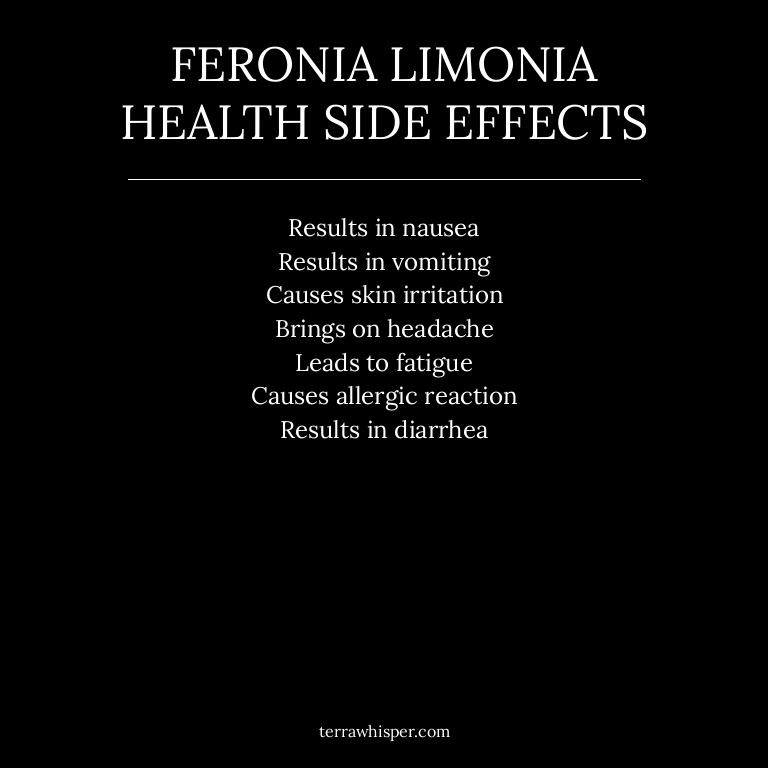 FERONIA LIMONIA
HEALTH SIDE EFFECTS
Results in nausea
Results in vomiting
Causes skin irritation
Brings on headache
Leads to fatigue
Causes allergic reaction
Results in diarrhea
terrawhisper.com